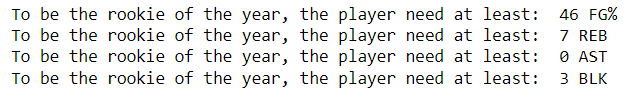 To be the rookie of the year, the player need at least:  46 FG%
To be the rookie of the year, the player need at least:  7 REB
To be the rookie of the year, the player need at least:  0 AST
To be the rookie of the year, the player need at least:  3 BLK